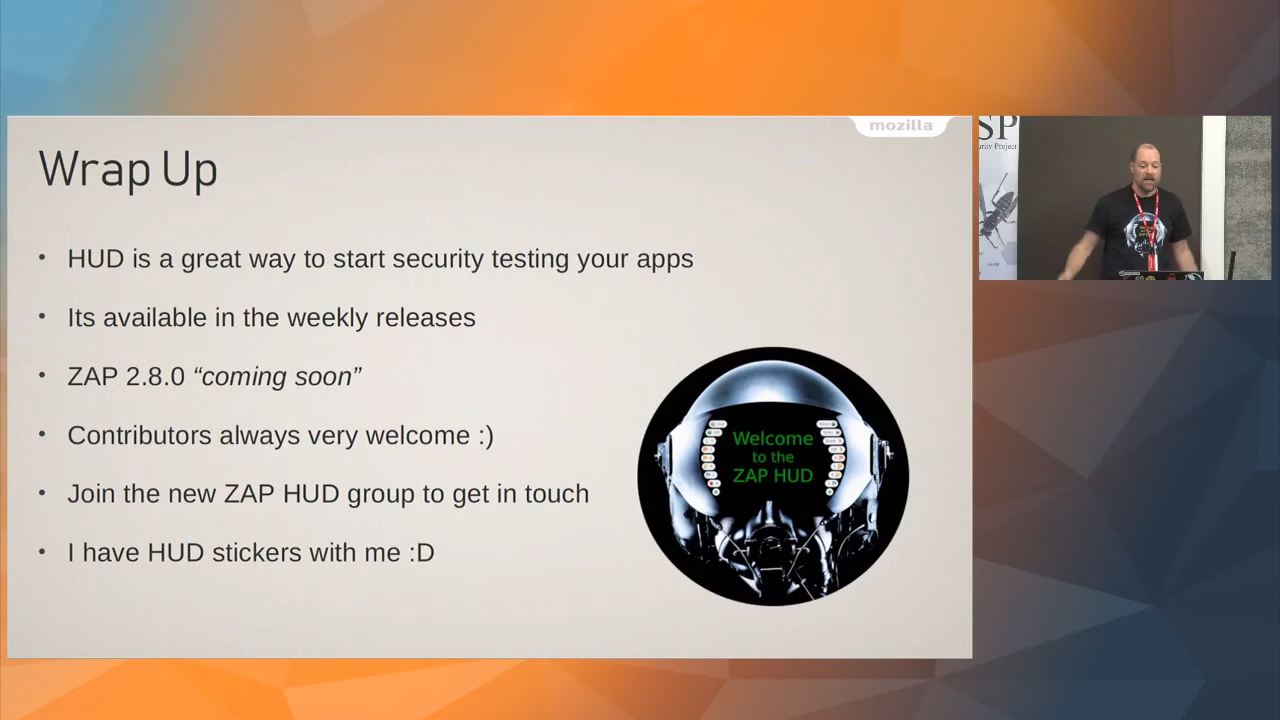 mozilla
Wrap Up
• HUD is a great way to start security testing your apps
• Its available in the weekly releases
• ZAP 2.8.0 “coming soon”
• Contributors always very welcome :)
• Join the new ZAP HUD group to get in touch
• I have HUD stickers with me :D
Welcome
to the
ZAP HUD
SP
urity Project